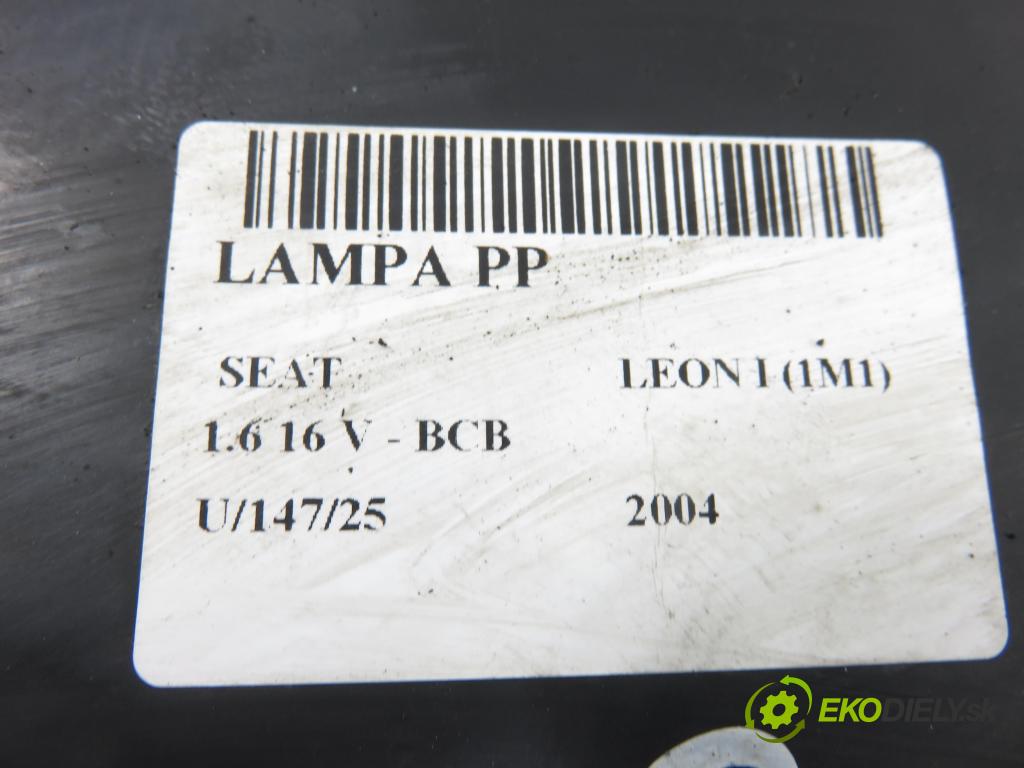 LAMPA PP
SEAT LEON I (1M1)
1.6 16 V - BCB
U/147/25 2004
EKODIELY.sk